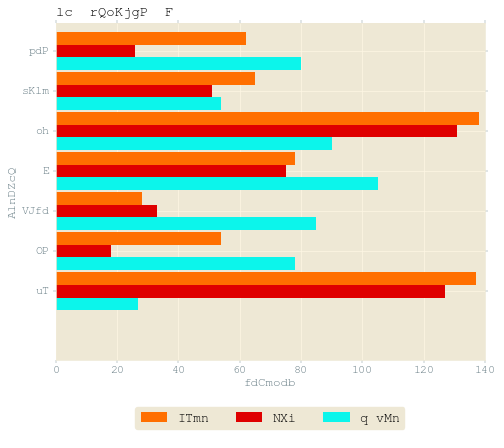 lc  rQoKjgP  F
pdP
sKlm
oh
E
VJfd
OP
uT
AlnDZcQ
0 20 40 60 80 100 120 140
fdCmodb
ITmn NXi q vMn